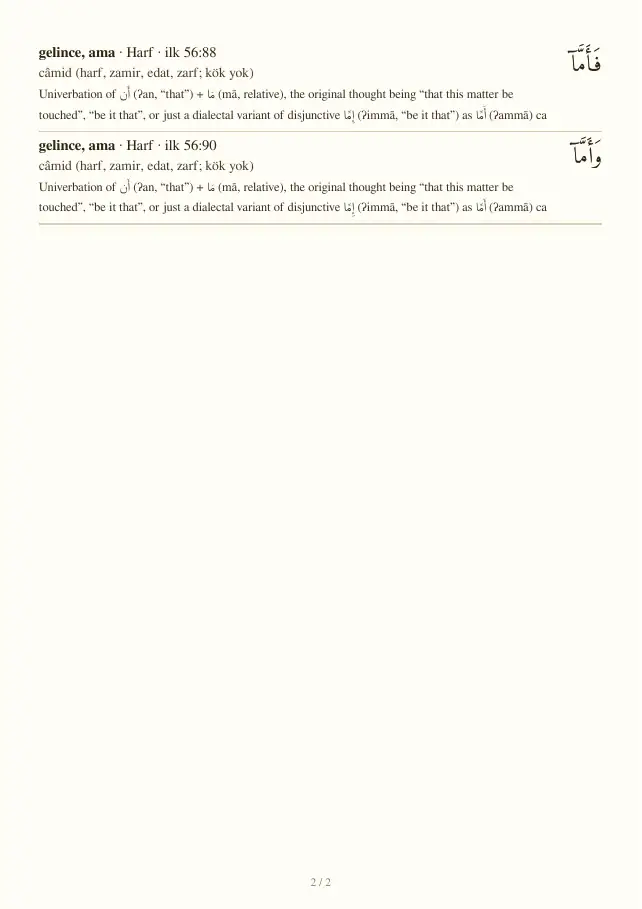 gelince, ama · Harf · ilk 56:88 فَأَمَّآ
câmid (harf, zamir, edat, zarf; kök yok)
Univerbation of أَن (ʔan, “that”) + مَا (mā, relative), the original thought being “that this matter be
touched”, “be it that”, or just a dialectal variant of disjunctive إِمَّا (ʔimmā, “be it that”) as أَمَّا (ʔammā) ca
gelince, ama · Harf · ilk 56:90 وَأَمَّآ
câmid (harf, zamir, edat, zarf; kök yok)
Univerbation of أَن (ʔan, “that”) + مَا (mā, relative), the original thought being “that this matter be
touched”, “be it that”, or just a dialectal variant of disjunctive إِمَّا (ʔimmā, “be it that”) as أَمَّا (ʔammā) ca
2 / 2